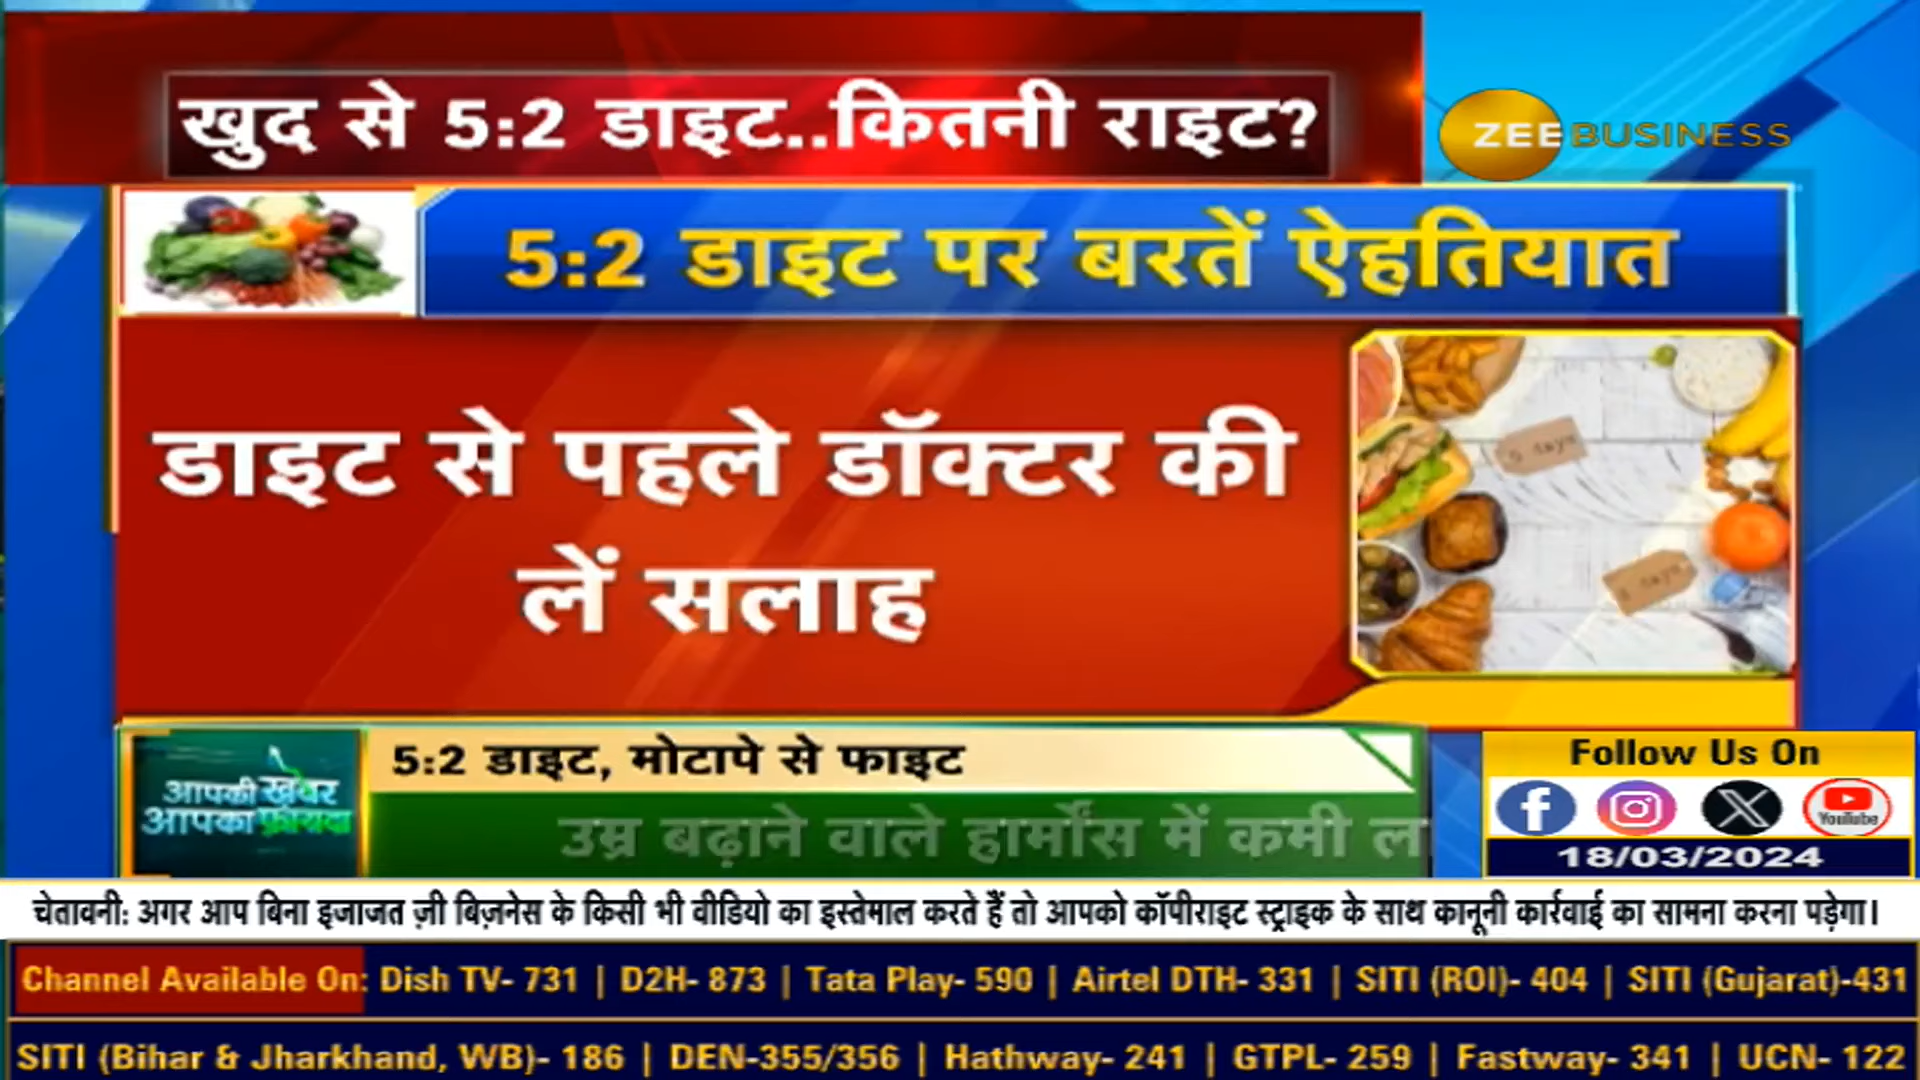 खुद से 5:2 डाइट..कितनी राइट?
ZEE BUSINESS
5:2 डाइट पर बरतें ऐहतियात
डाइट से पहले डॉक्टर की
लें सलाह
5:2 डाइट, मोटापे से फाइट
आपकी खबर
आपका फ़ायदा
उम्र बढ़ाने वाले हार्मोंस में कमी ल
Follow Us On
YouTube
18/03/2024
चेतावनी: अगर आप बिना इजाजत ज़ी बिज़नेस के किसी भी वीडियो का इस्तेमाल करते हैं तो आपको कॉपीराइट स्ट्राइक के साथ कानूनी कार्रवाई का सामना करना पड़ेगा।
Channel Available On: Dish TV- 731 | D2H- 873 | Tata Play- 590 | Airtel DTH- 331 | SITI (ROI)- 404 | SITI (Gujarat)-431
SITI (Bihar & Jharkhand, WB)- 186 | DEN-355/356 | Hathway- 241 | GTPL- 259 | Fastway- 341 | UCN- 122